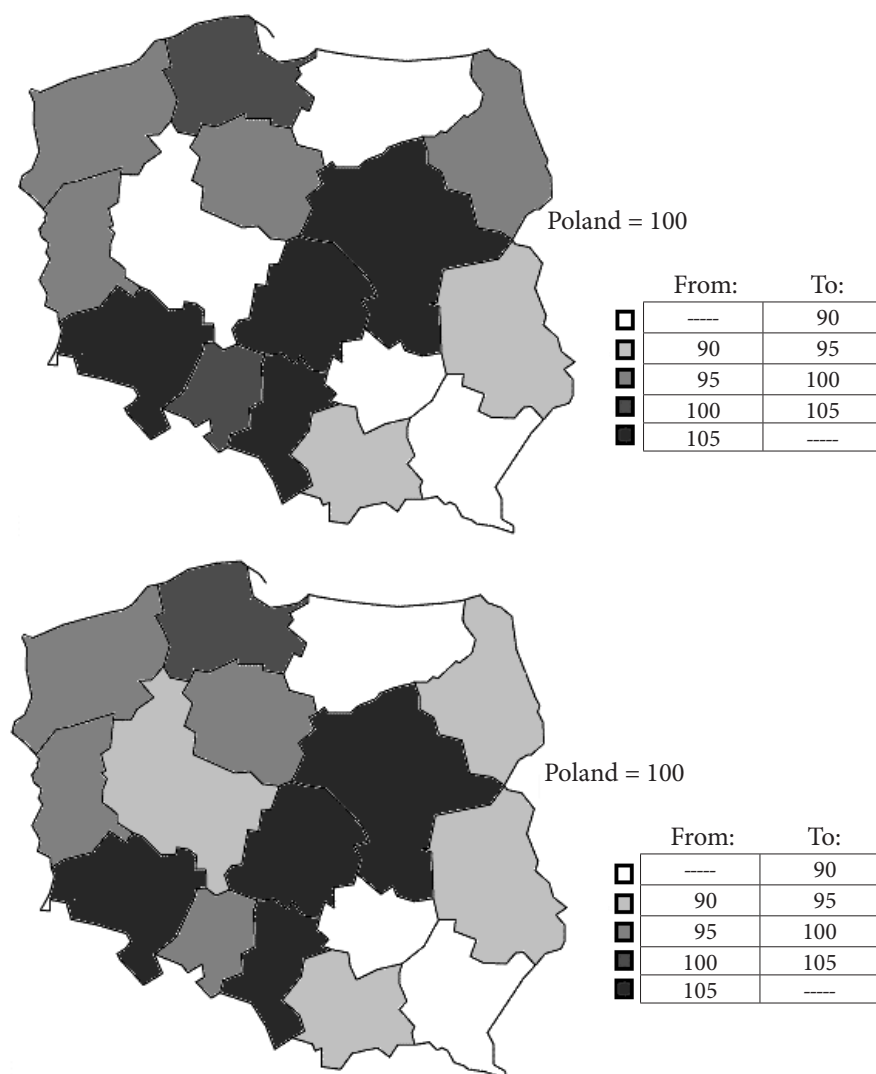 Poland = 100
From: To:
----- 90
90 95
95 100
100 105
105 -----
Poland = 100
From: To:
----- 90
90 95
95 100
100 105
105 -----